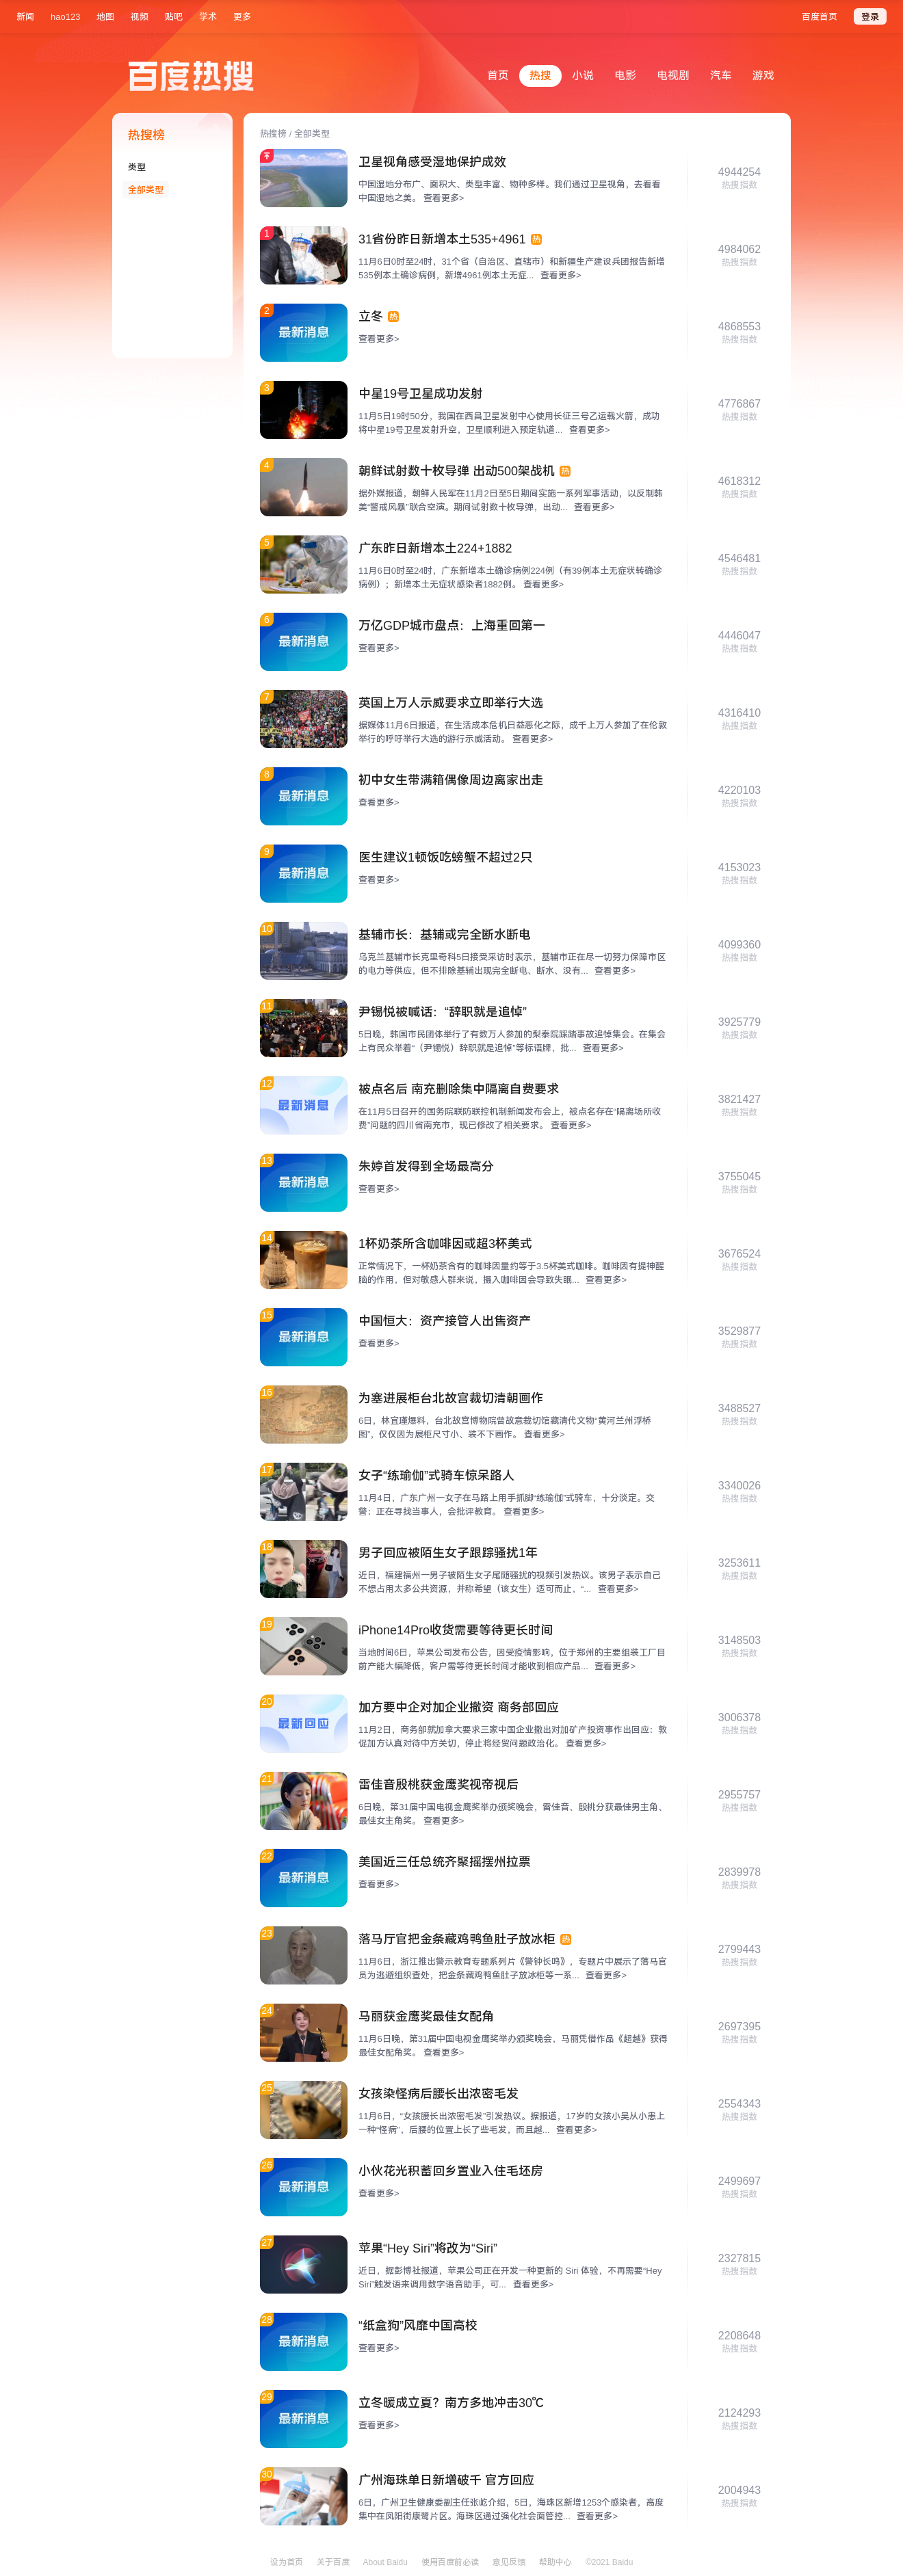 新闻 hao123 地图 视频 贴吧 学术 更多 百度首页 登录
百度热搜
首页 热搜 小说 电影 电视剧 汽车 游戏
热搜榜
类型
全部类型
热搜榜 / 全部类型
卫星视角感受湿地保护成效
中国湿地分布广、面积大、类型丰富、物种多样。我们通过卫星视角，去看看
中国湿地之美。 查看更多>
4944254
热搜指数
1
31省份昨日新增本土535+4961 热
11月6日0时至24时，31个省（自治区、直辖市）和新疆生产建设兵团报告新增
535例本土确诊病例，新增4961例本土无症... 查看更多>
4984062
热搜指数
2
最新消息
立冬 热
查看更多>
4868553
热搜指数
3
中星19号卫星成功发射
11月5日19时50分，我国在西昌卫星发射中心使用长征三号乙运载火箭，成功
将中星19号卫星发射升空，卫星顺利进入预定轨道... 查看更多>
4776867
热搜指数
4
朝鲜试射数十枚导弹 出动500架战机 热
据外媒报道，朝鲜人民军在11月2日至5日期间实施一系列军事活动，以反制韩
美“警戒风暴”联合空演。期间试射数十枚导弹，出动... 查看更多>
4618312
热搜指数
5
广东昨日新增本土224+1882
11月6日0时至24时，广东新增本土确诊病例224例（有39例本土无症状转确诊
病例）；新增本土无症状感染者1882例。 查看更多>
4546481
热搜指数
6
最新消息
万亿GDP城市盘点：上海重回第一
查看更多>
4446047
热搜指数
7
英国上万人示威要求立即举行大选
据媒体11月6日报道，在生活成本危机日益恶化之际，成千上万人参加了在伦敦
举行的呼吁举行大选的游行示威活动。 查看更多>
4316410
热搜指数
8
最新消息
初中女生带满箱偶像周边离家出走
查看更多>
4220103
热搜指数
9
最新消息
医生建议1顿饭吃螃蟹不超过2只
查看更多>
4153023
热搜指数
10
基辅市长：基辅或完全断水断电
乌克兰基辅市长克里奇科5日接受采访时表示，基辅市正在尽一切努力保障市区
的电力等供应，但不排除基辅出现完全断电、断水、没有... 查看更多>
4099360
热搜指数
11
尹锡悦被喊话：“辞职就是追悼”
5日晚，韩国市民团体举行了有数万人参加的梨泰院踩踏事故追悼集会。在集会
上有民众举着“（尹锡悦）辞职就是追悼”等标语牌，批... 查看更多>
3925779
热搜指数
12
最新消息
被点名后 南充删除集中隔离自费要求
在11月5日召开的国务院联防联控机制新闻发布会上，被点名存在“隔离场所收
费”问题的四川省南充市，现已修改了相关要求。 查看更多>
3821427
热搜指数
13
最新消息
朱婷首发得到全场最高分
查看更多>
3755045
热搜指数
14
1杯奶茶所含咖啡因或超3杯美式
正常情况下，一杯奶茶含有的咖啡因量约等于3.5杯美式咖啡。咖啡因有提神醒
脑的作用，但对敏感人群来说，摄入咖啡因会导致失眠... 查看更多>
3676524
热搜指数
15
最新消息
中国恒大：资产接管人出售资产
查看更多>
3529877
热搜指数
16
为塞进展柜台北故宫裁切清朝画作
6日，林宜瑾爆料，台北故宫博物院曾故意裁切馆藏清代文物“黄河兰州浮桥
图”，仅仅因为展柜尺寸小、装不下画作。 查看更多>
3488527
热搜指数
17
女子“练瑜伽”式骑车惊呆路人
11月4日，广东广州一女子在马路上用手抓脚“练瑜伽”式骑车，十分淡定。交
警：正在寻找当事人，会批评教育。 查看更多>
3340026
热搜指数
18
男子回应被陌生女子跟踪骚扰1年
近日，福建福州一男子被陌生女子尾随骚扰的视频引发热议。该男子表示自己
不想占用太多公共资源，并称希望（该女生）适可而止，“... 查看更多>
3253611
热搜指数
19
iPhone14Pro收货需要等待更长时间
当地时间6日，苹果公司发布公告，因受疫情影响，位于郑州的主要组装工厂目
前产能大幅降低，客户需等待更长时间才能收到相应产品... 查看更多>
3148503
热搜指数
20
最新回应
加方要中企对加企业撤资 商务部回应
11月2日，商务部就加拿大要求三家中国企业撤出对加矿产投资事作出回应：敦
促加方认真对待中方关切，停止将经贸问题政治化。 查看更多>
3006378
热搜指数
21
雷佳音殷桃获金鹰奖视帝视后
6日晚，第31届中国电视金鹰奖举办颁奖晚会，雷佳音、殷桃分获最佳男主角、
最佳女主角奖。 查看更多>
2955757
热搜指数
22
最新消息
美国近三任总统齐聚摇摆州拉票
查看更多>
2839978
热搜指数
23
落马厅官把金条藏鸡鸭鱼肚子放冰柜 热
11月6日，浙江推出警示教育专题系列片《警钟长鸣》，专题片中展示了落马官
员为逃避组织查处，把金条藏鸡鸭鱼肚子放冰柜等一系... 查看更多>
2799443
热搜指数
24
马丽获金鹰奖最佳女配角
11月6日晚，第31届中国电视金鹰奖举办颁奖晚会，马丽凭借作品《超越》获得
最佳女配角奖。 查看更多>
2697395
热搜指数
25
女孩染怪病后腰长出浓密毛发
11月6日，“女孩腰长出浓密毛发”引发热议。据报道，17岁的女孩小吴从小患上
一种“怪病”，后腰的位置上长了些毛发，而且越... 查看更多>
2554343
热搜指数
26
最新消息
小伙花光积蓄回乡置业入住毛坯房
查看更多>
2499697
热搜指数
27
苹果“Hey Siri”将改为“Siri”
近日，据彭博社报道，苹果公司正在开发一种更新的 Siri 体验，不再需要“Hey
Siri”触发语来调用数字语音助手，可... 查看更多>
2327815
热搜指数
28
最新消息
“纸盒狗”风靡中国高校
查看更多>
2208648
热搜指数
29
最新消息
立冬暖成立夏？南方多地冲击30℃
查看更多>
2124293
热搜指数
30
广州海珠单日新增破千 官方回应
6日，广州卫生健康委副主任张屹介绍，5日，海珠区新增1253个感染者，高度
集中在凤阳街康鹭片区。海珠区通过强化社会面管控... 查看更多>
2004943
热搜指数
设为首页 关于百度 About Baidu 使用百度前必读 意见反馈 帮助中心 ©2021 Baidu